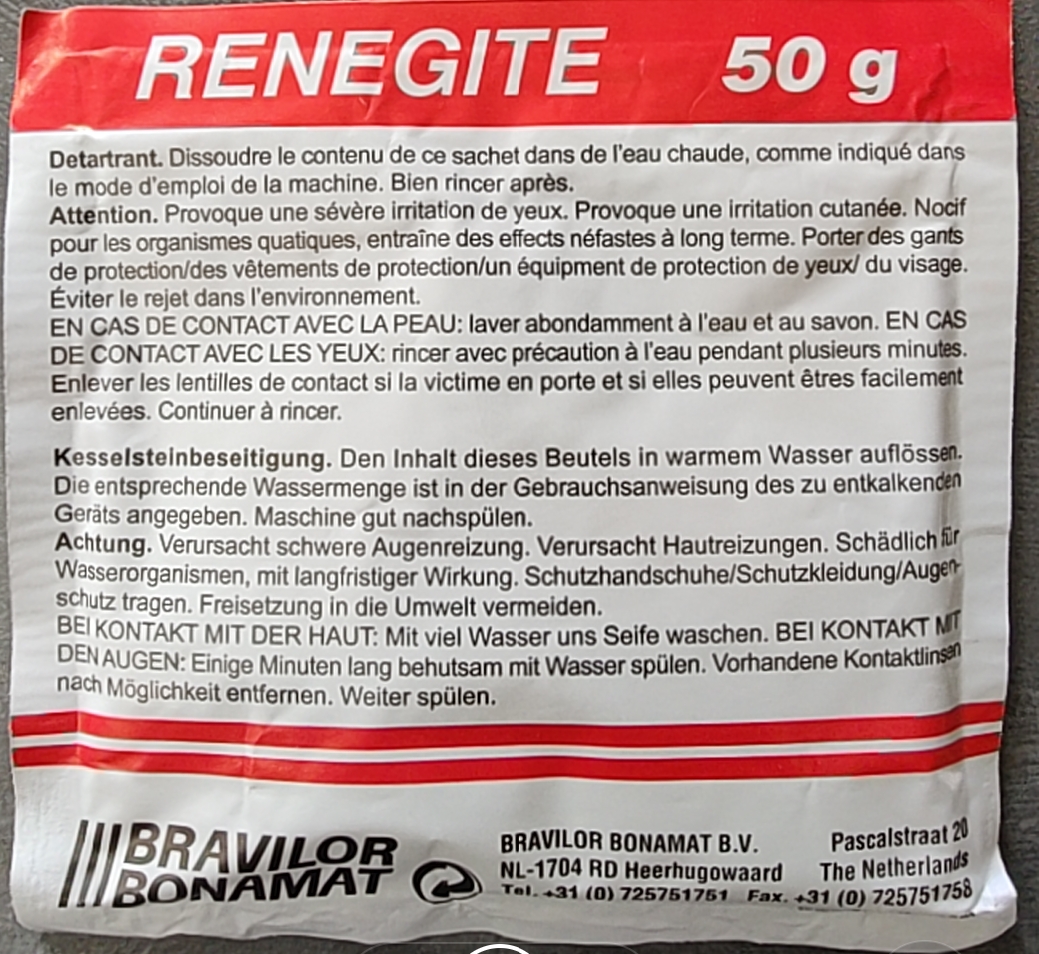 RENEGITE 50 g
Detartrant. Dissoudre le contenu de ce sachet dans de l'eau chaude, comme indiqué dans
le mode d'emploi de la machine. Bien rincer après.
Attention. Provoque une sévère irritation de yeux. Provoque une irritation cutanée. Nocif
pour les organismes quatiques, entraîne des effects néfastes à long terme. Porter des gants
de protection/des vêtements de protection/un équipment de protection de yeux/ du visage.
Éviter le rejet dans l'environnement.
EN CAS DE CONTACT AVEC LA PEAU: laver abondamment à l'eau et au savon. EN CAS
DE CONTACT AVEC LES YEUX: rincer avec précaution à l'eau pendant plusieurs minutes.
Enlever les lentilles de contact si la victime en porte et si elles peuvent êtres facilement
enlevées. Continuer à rincer.
Kesselsteinbeseitigung. Den Inhalt dieses Beutels in warmem Wasser auflössen.
Die entsprechende Wassermenge ist in der Gebrauchsanweisung des zu entkalkenden
Geräts angegeben. Maschine gut nachspülen.
Achtung. Verursacht schwere Augenreizung. Verursacht Hautreizungen. Schädlich für
Wasserorganismen, mit langfristiger Wirkung. Schutzhandschuhe/Schutzkleidung/Augen-
schutz tragen. Freisetzung in die Umwelt vermeiden.
BEI KONTAKT MIT DER HAUT: Mit viel Wasser uns Seife waschen. BEI KONTAKT MIT
DEN AUGEN: Einige Minuten lang behutsam mit Wasser spülen. Vorhandene Kontaktlinsen
nach Möglichkeit entfernen. Weiter spülen.
BRAVILOR
BONAMAT
BRAVILOR BONAMAT B.V. Pascalstraat 20
NL-1704 RD Heerhugowaard The Netherlands
Tel. +31 (0) 725751751 Fax. +31 (0) 725751758